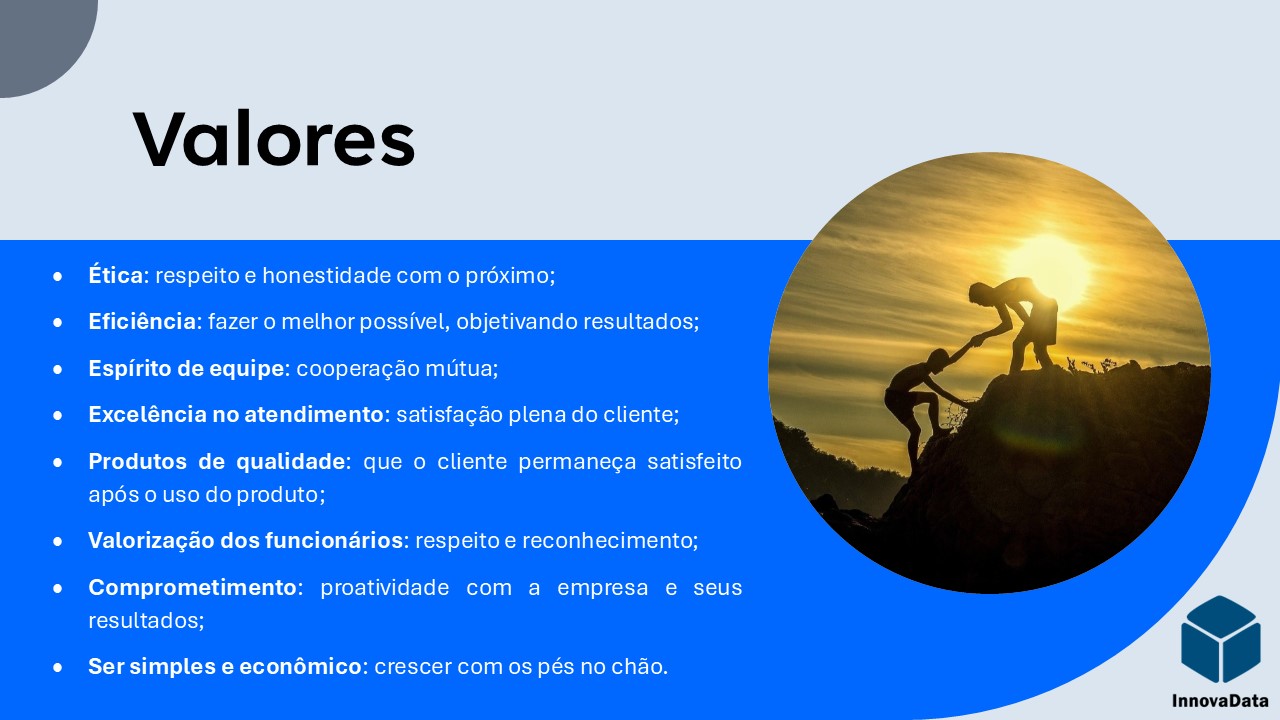 Valores
• Ética: respeito e honestidade com o próximo;
• Eficiência: fazer o melhor possível, objetivando resultados;
• Espírito de equipe: cooperação mútua;
• Excelência no atendimento: satisfação plena do cliente;
• Produtos de qualidade: que o cliente permaneça satisfeito
após o uso do produto;
• Valorização dos funcionários: respeito e reconhecimento;
• Comprometimento: proatividade com a empresa e seus
resultados;
• Ser simples e econômico: crescer com os pés no chão.
InnovaData